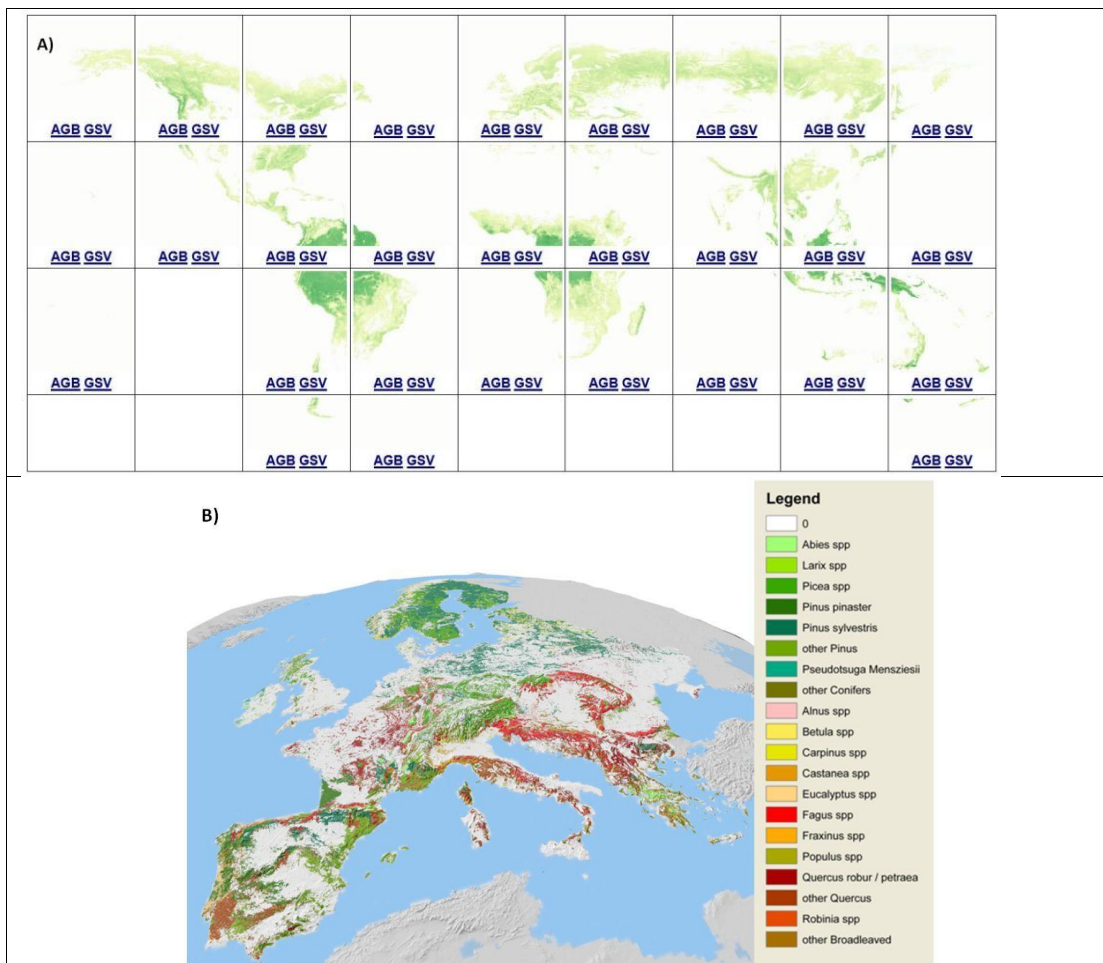 A)
AGB GSV AGB GSV AGB GSV AGB GSV AGB GSV AGB GSV AGB GSV AGB GSV AGB GSV
AGB GSV AGB GSV AGB GSV AGB GSV AGB GSV AGB GSV AGB GSV AGB GSV AGB GSV
AGB GSV AGB GSV AGB GSV AGB GSV AGB GSV AGB GSV AGB GSV AGB GSV
AGB GSV AGB GSV AGB GSV
B)
Legend
0
Abies spp
Larix spp
Picea spp
Pinus pinaster
Pinus sylvestris
other Pinus
Pseudotsuga Mensziesii
other Conifers
Alnus spp
Betula spp
Carpinus spp
Castanea spp
Eucalyptus spp
Fagus spp
Fraxinus spp
Populus spp
Quercus robur / petraea
other Quercus
Robinia spp
other Broadleaved